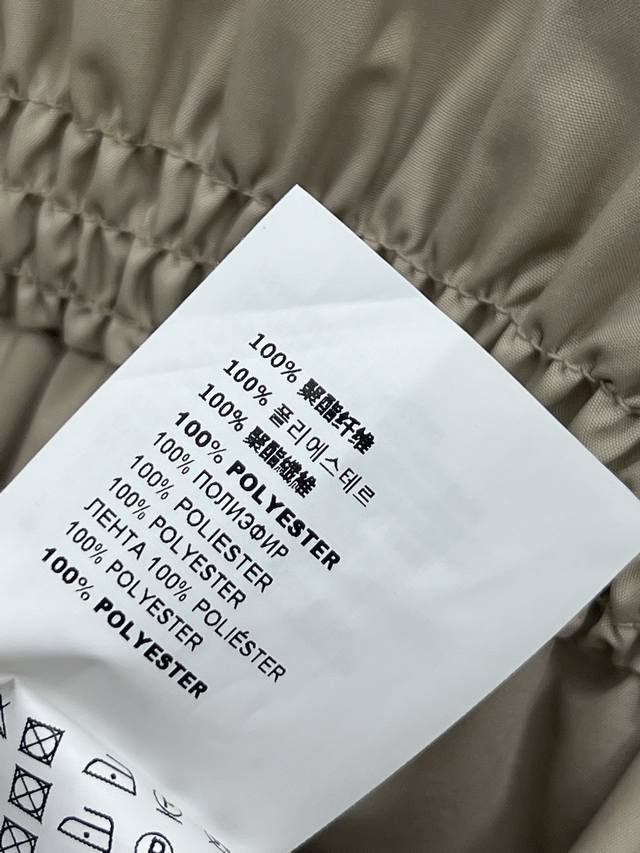 100% 聚酯纤维
100% 폴리에스테르
100% 聚酯纖維
100% POLYESTER
100% ПОЛИЭФИР
100% POLIESTER
100% POLYESTER
ЛЕНТА 100% POLIÉSTER
100% POLYESTER
100% POLYESTER
P